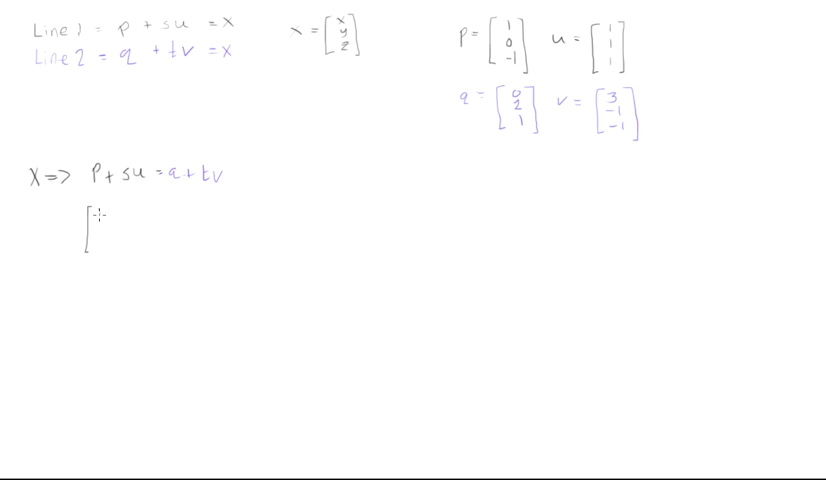 Line 1 = p + su = x
Line 2 = q + tv = x
x = [x y z]
p = [1 0 -1] u = [1 1 1]
q = [0 2 1] v = [3 -1 -1]
x => p + su = q + tv
[